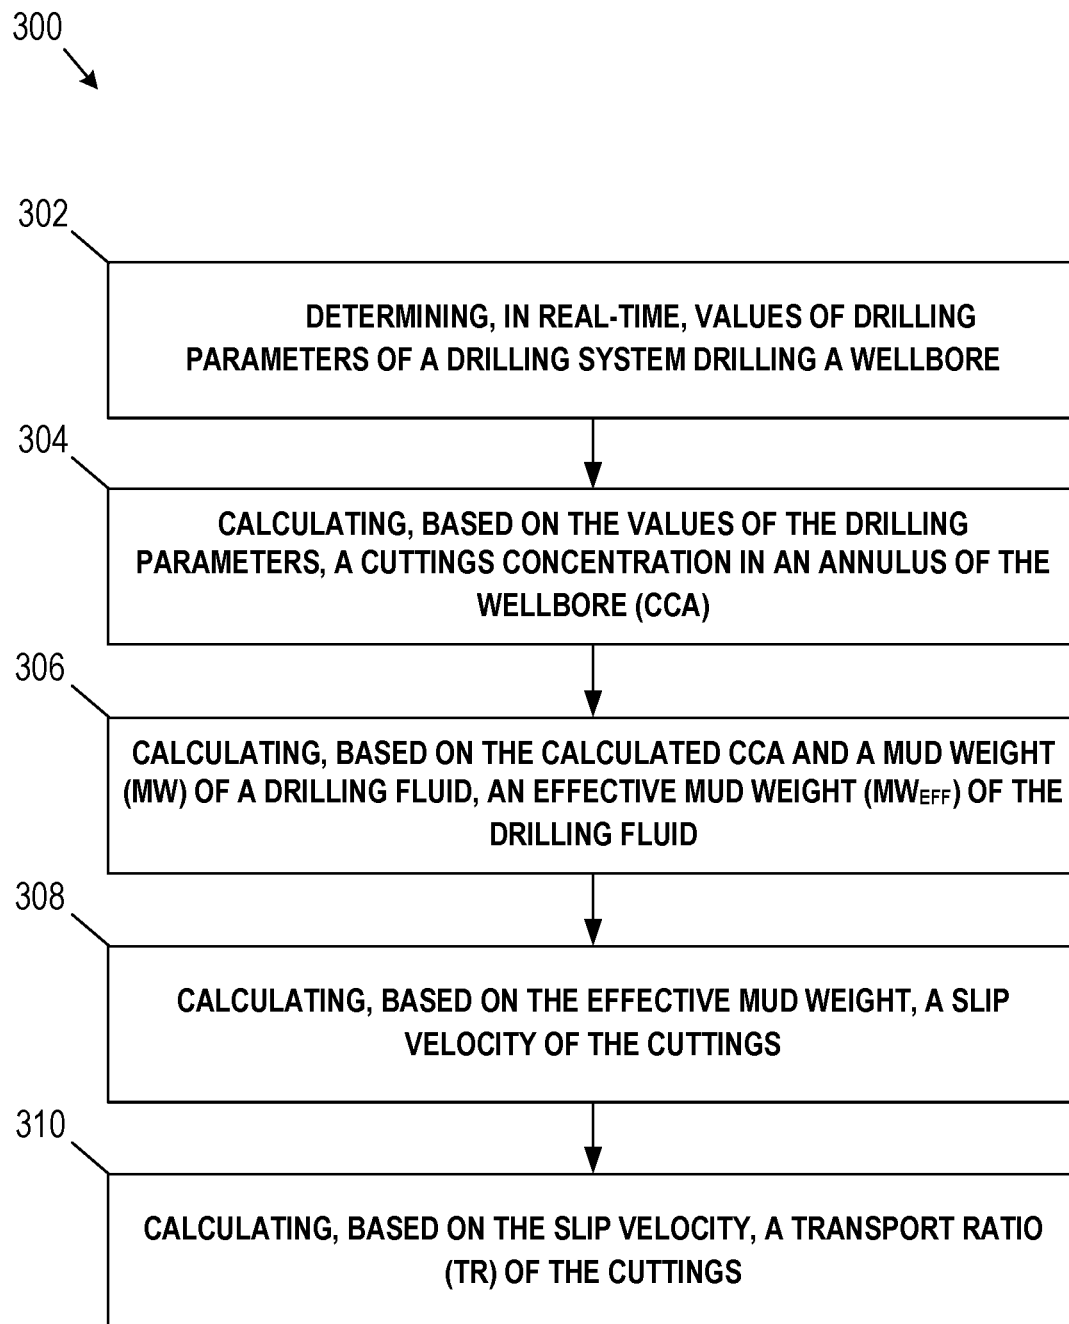 300
302
DETERMINING, IN REAL-TIME, VALUES OF DRILLING
PARAMETERS OF A DRILLING SYSTEM DRILLING A WELLBORE
304
CALCULATING, BASED ON THE VALUES OF THE DRILLING
PARAMETERS, A CUTTINGS CONCENTRATION IN AN ANNULUS OF THE
WELLBORE (CCA)
306
CALCULATING, BASED ON THE CALCULATED CCA AND A MUD WEIGHT
(MW) OF A DRILLING FLUID, AN EFFECTIVE MUD WEIGHT (MWEFF) OF THE
DRILLING FLUID
308
CALCULATING, BASED ON THE EFFECTIVE MUD WEIGHT, A SLIP
VELOCITY OF THE CUTTINGS
310
CALCULATING, BASED ON THE SLIP VELOCITY, A TRANSPORT RATIO
(TR) OF THE CUTTINGS